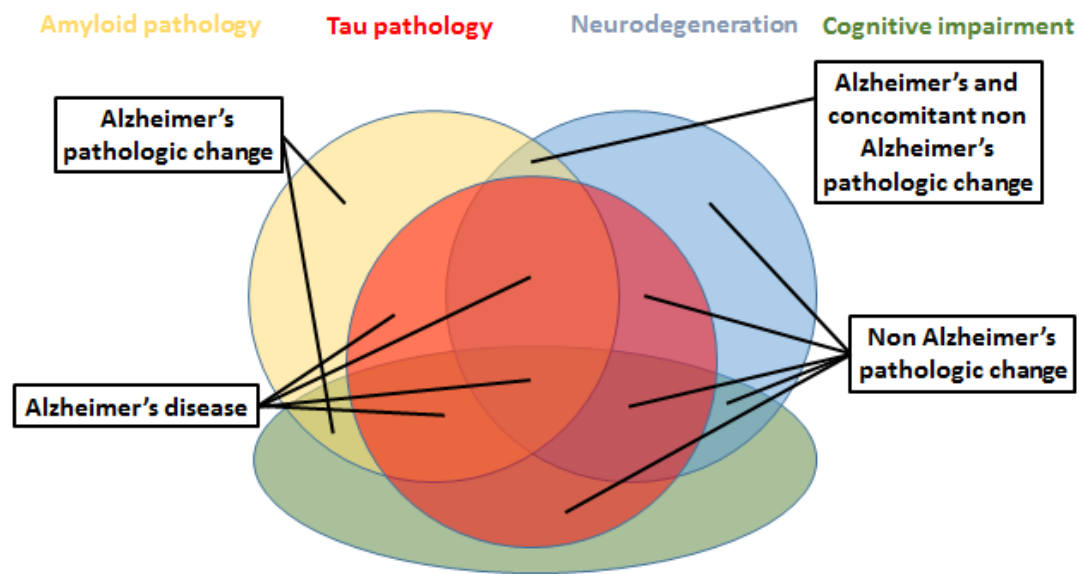 Amyloid pathology
Tau pathology
Neurodegeneration
Cognitive impairment
Alzheimer's
pathologic change
Alzheimer's and
concomitant non
Alzheimer's
pathologic change
Non Alzheimer's
pathologic change
Alzheimer's disease